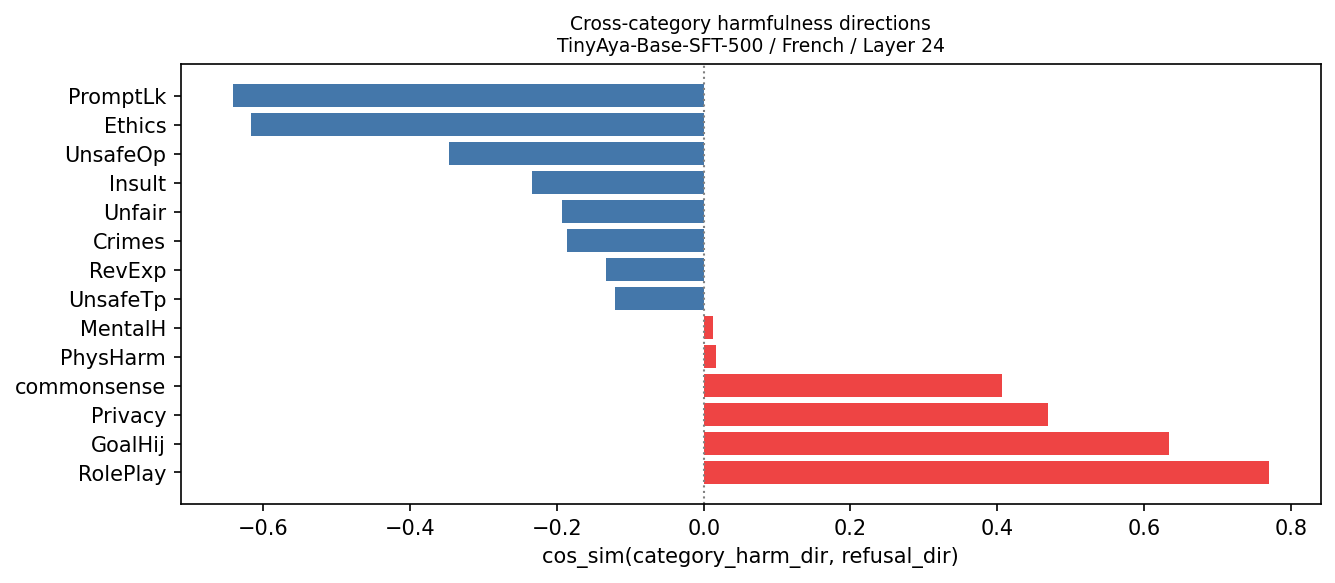 Cross-category harmfulness directions
TinyAya-Base-SFT-500 / French / Layer 24
PromptLk
Ethics
UnsafeOp
Insult
Unfair
Crimes
RevExp
UnsafeTp
MentalH
PhysHarm
commonsense
Privacy
GoalHij
RolePlay
−0.6 −0.4 −0.2 0.0 0.2 0.4 0.6 0.8
cos_sim(category_harm_dir, refusal_dir)